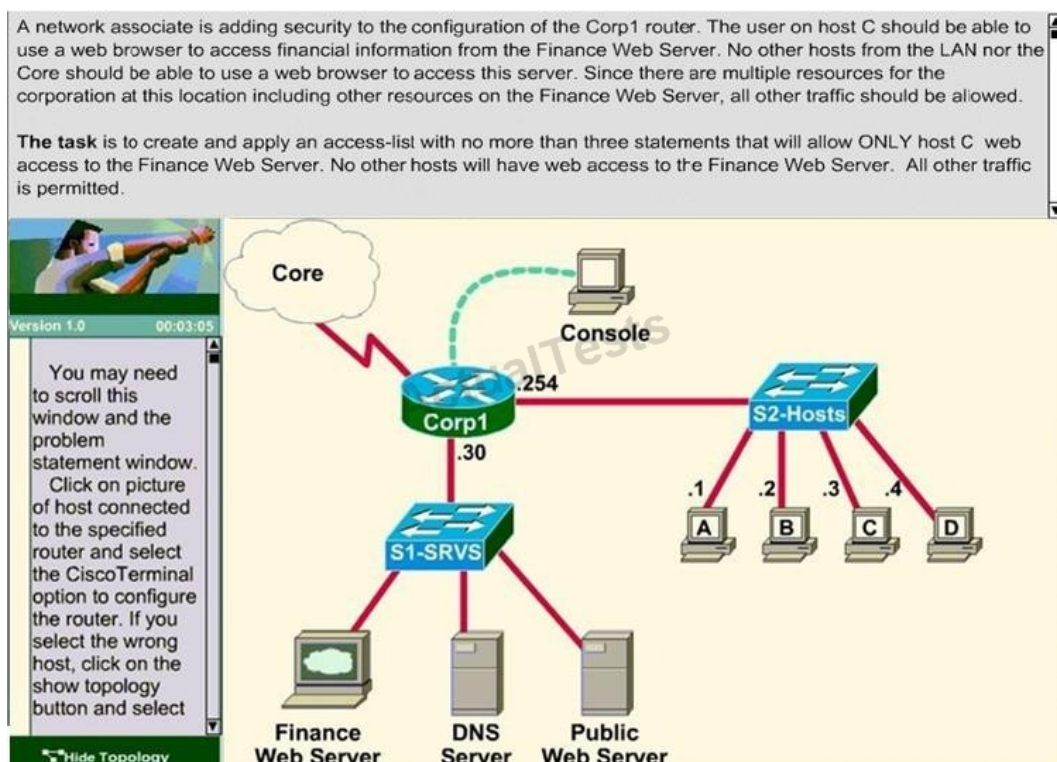 A network associate is adding security to the configuration of the Corp1 router. The user on host C should be able to
use a web browser to access financial information from the Finance Web Server. No other hosts from the LAN nor the
Core should be able to use a web browser to access this server. Since there are multiple resources for the
corporation at this location including other resources on the Finance Web Server, all other traffic should be allowed.
The task is to create and apply an access-list with no more than three statements that will allow ONLY host C web
access to the Finance Web Server. No other hosts will have web access to the Finance Web Server. All other traffic
is permitted.
Version 1.0 00:03:05
You may need
to scroll this
window and the
problem
statement window.
Click on picture
of host connected
to the specified
router and select
the CiscoTerminal
option to configure
the router. If you
select the wrong
host, click on the
show topology
button and select
Hide Topology
Core
Console
.254
Corp1
S2-Hosts
.30
.1 .2 .3 .4
A B C D
S1-SRVS
Finance
Web Server
DNS
Server
Public
Web Server